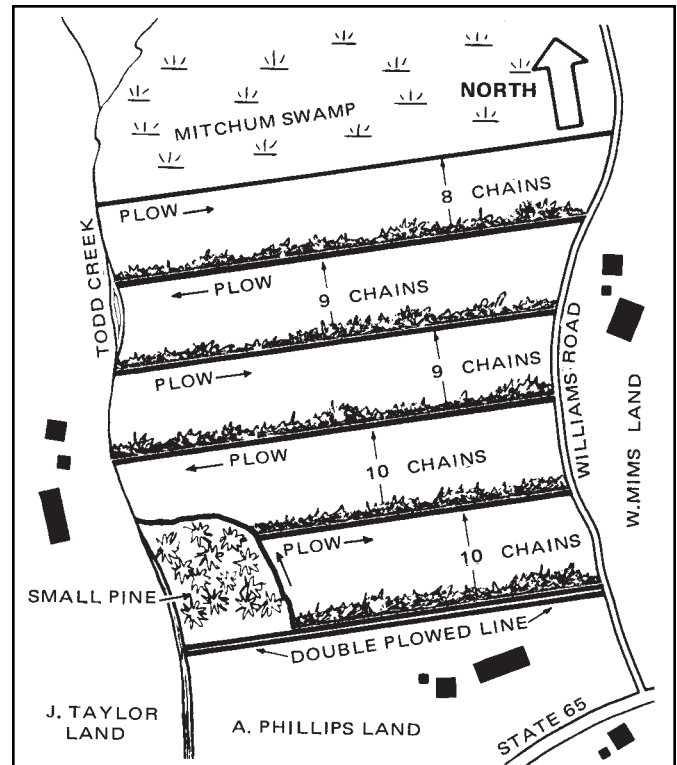 NORTH
MITCHUM SWAMP
8 CHAINS
PLOW
TODD CREEK
PLOW
9 CHAINS
WILLIAMS ROAD
PLOW
9 CHAINS
W. MIMS LAND
PLOW
10 CHAINS
PLOW
10 CHAINS
SMALL PINE
DOUBLE PLOWED LINE
J. TAYLOR
LAND
A. PHILLIPS LAND
STATE 65